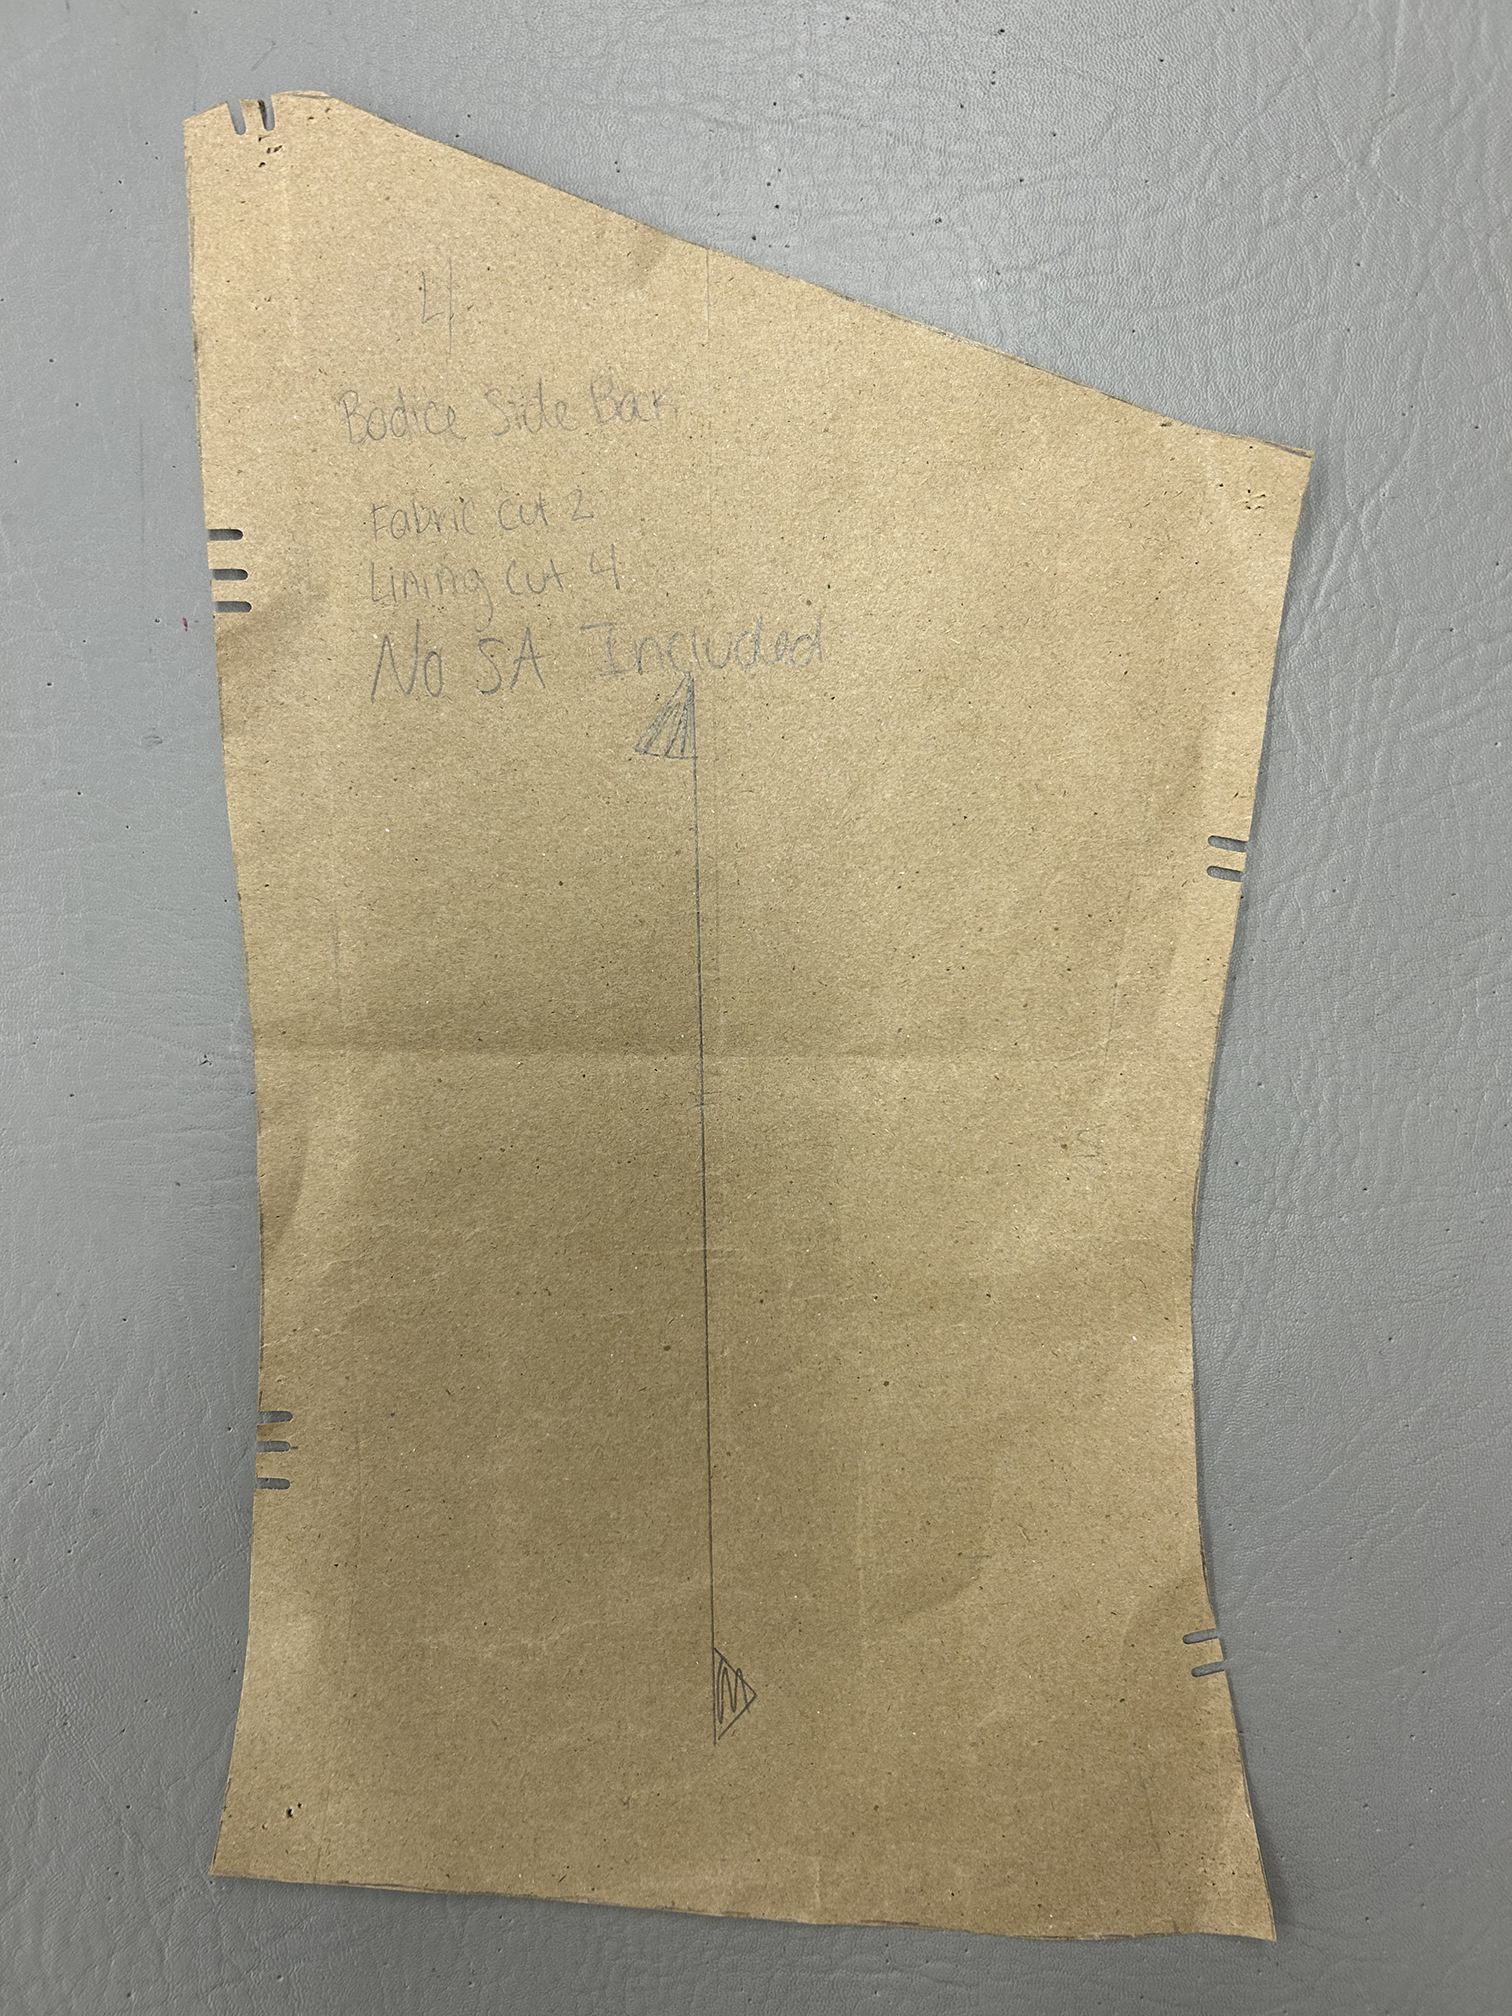 4
Bodice Side Back
Fabric cut 2
Lining cut 4
No SA Included